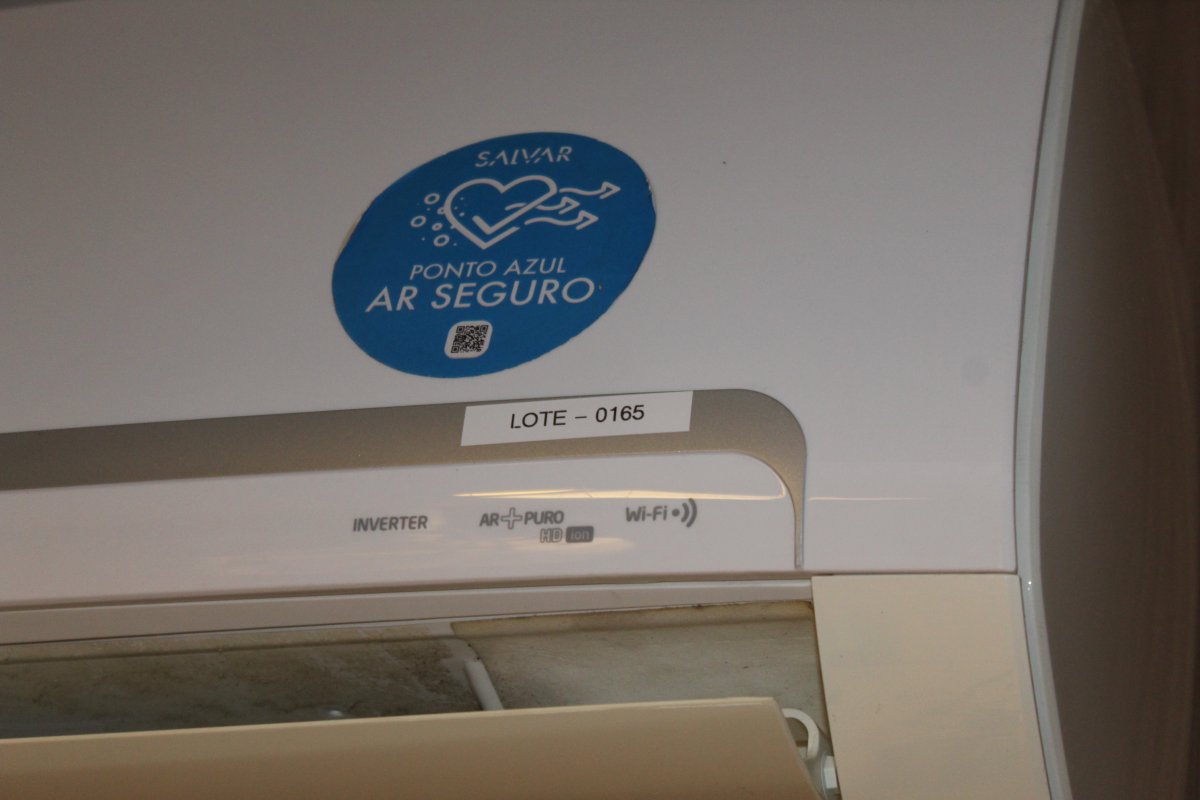 SALVAR
PONTO AZUL
AR SEGURO
LOTE – 0165
INVERTER
AR+PURO
HD ion
Wi-Fi